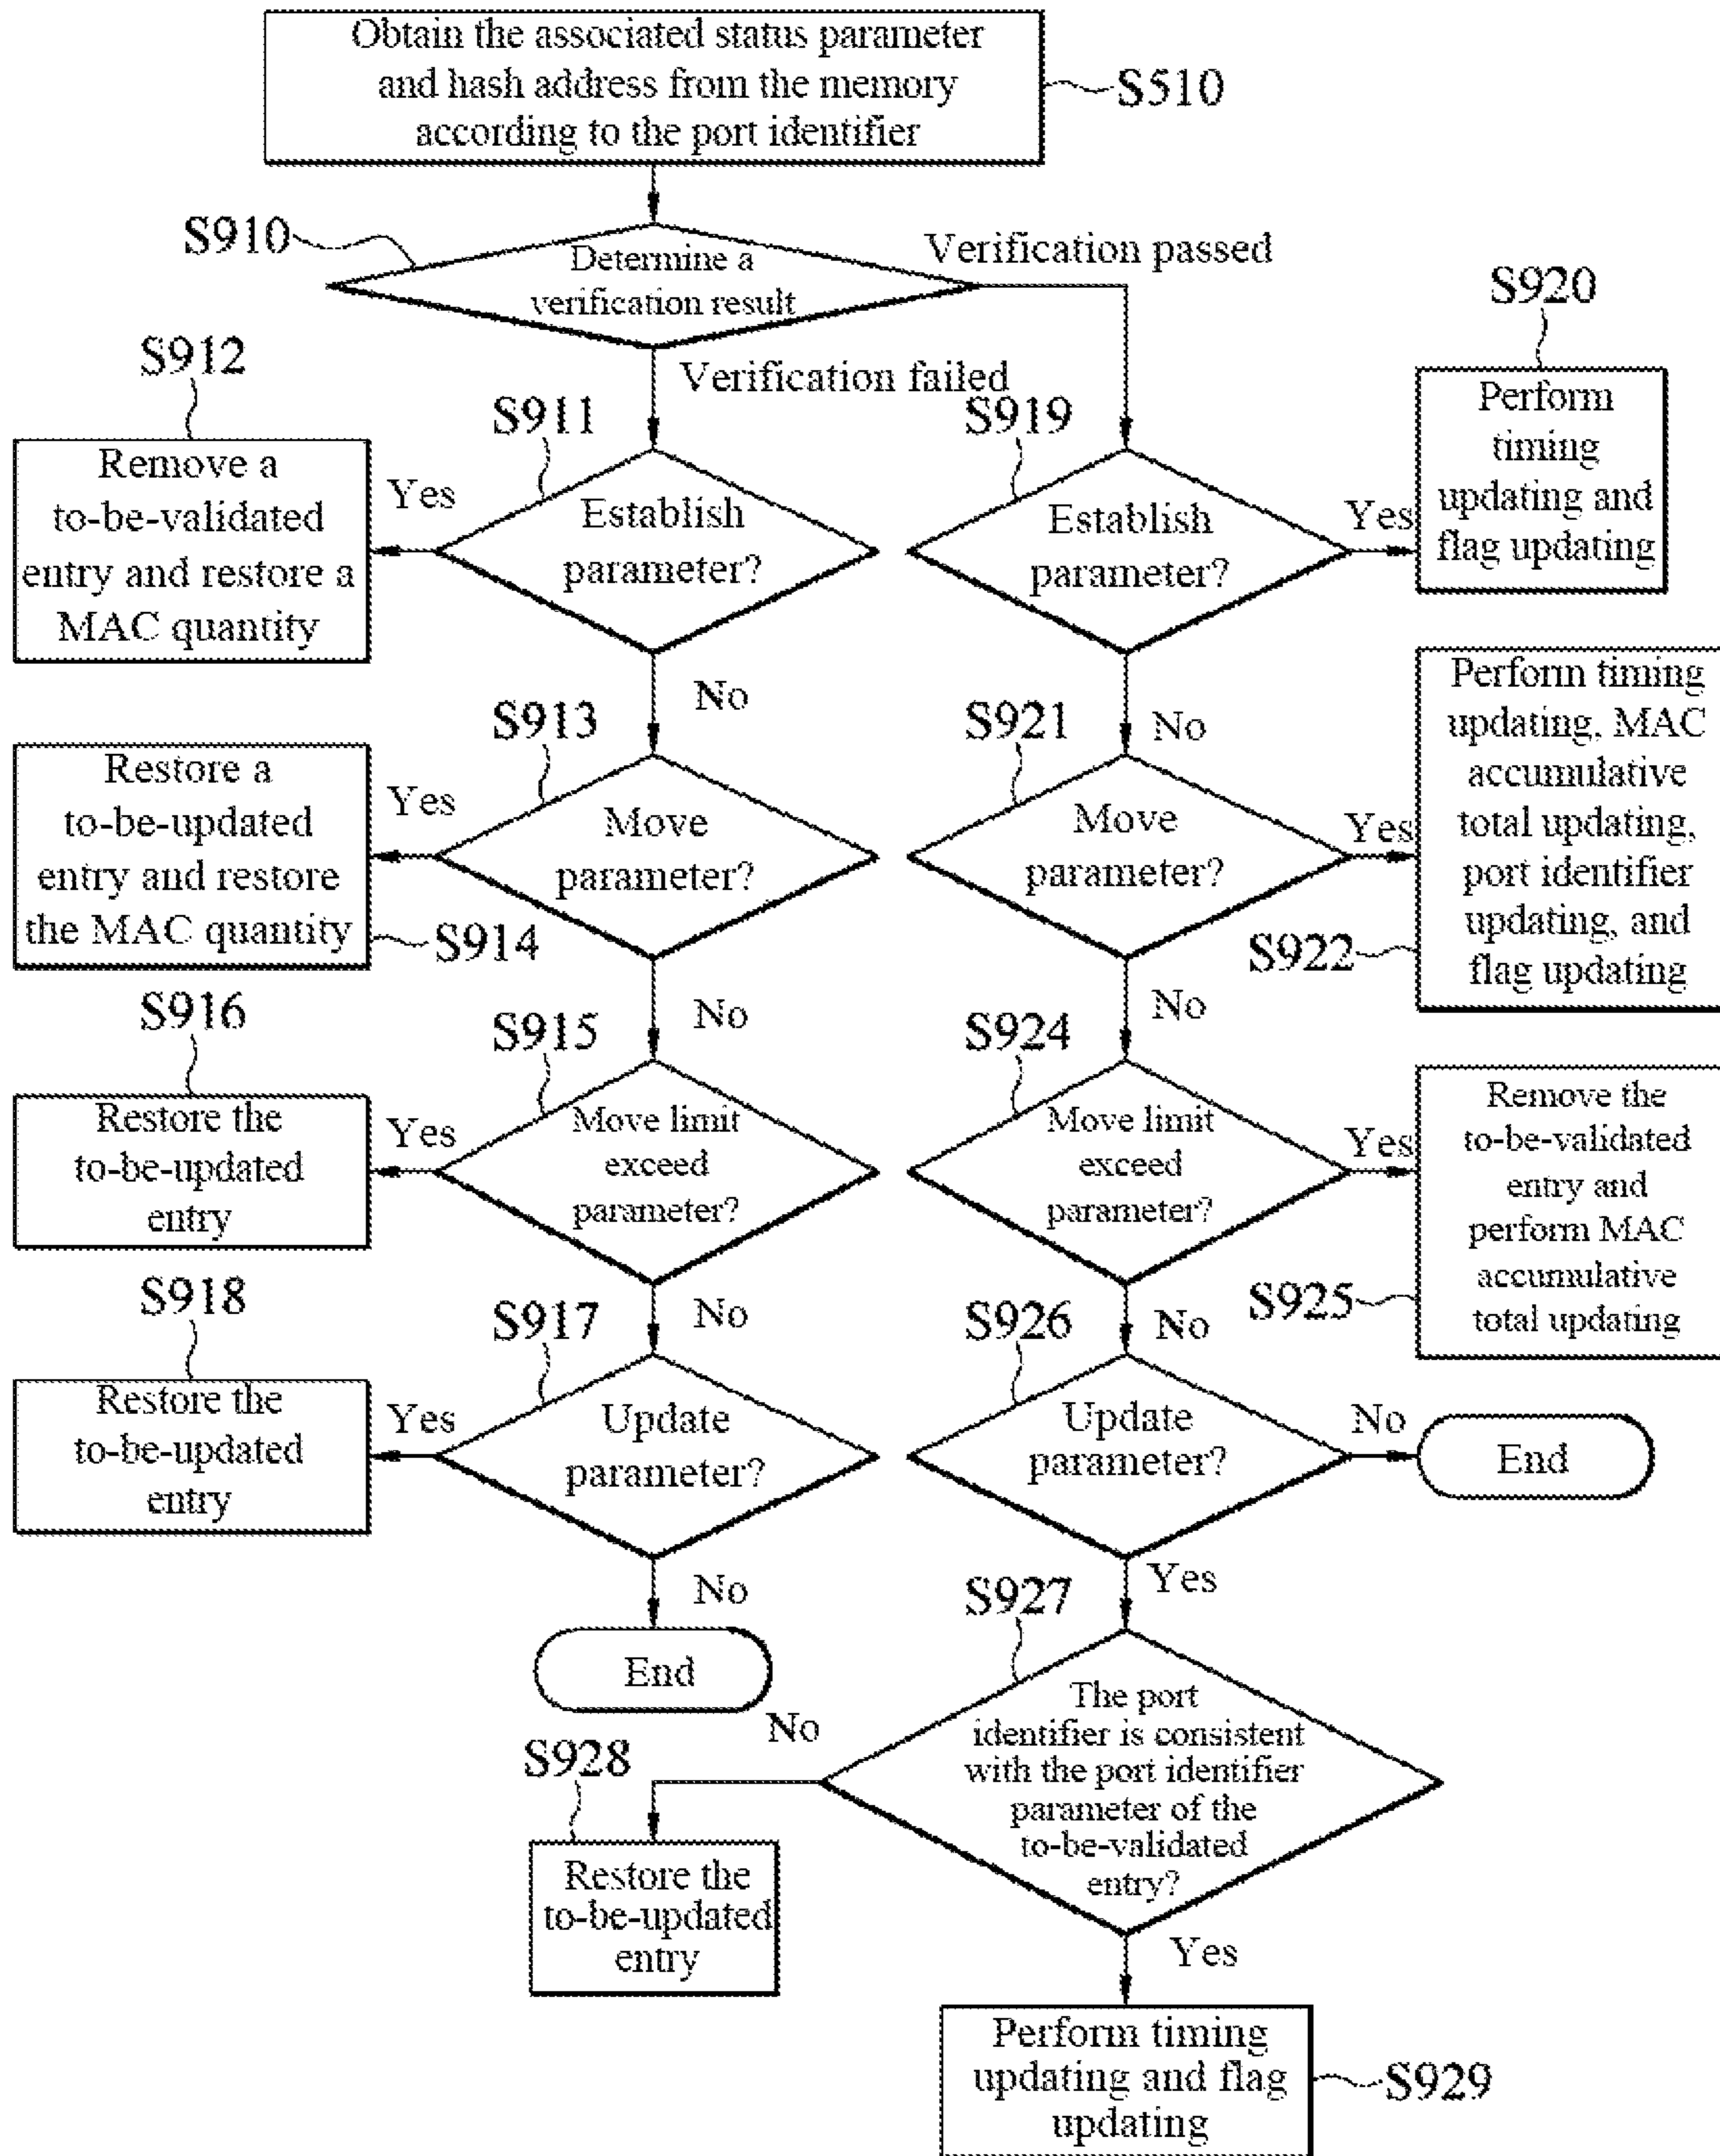 Obtain the associated status parameter
and hash address from the memory
according to the port identifier
S510
S910
Determine a
verification result
Verification passed
Verification failed
S912
Remove a
to-be-validated
entry and restore a
MAC quantity
Yes
S911
Establish
parameter?
No
S919
Establish
parameter?
Yes
S920
Perform
timing
updating and
flag updating
No
Restore a
to-be-updated
entry and restore
the MAC quantity
S914
Yes
S913
Move
parameter?
No
S921
Move
parameter?
Yes
S922
Perform timing
updating, MAC
accumulative
total updating,
port identifier
updating, and
flag updating
No
S916
Restore the
to-be-updated
entry
Yes
S915
Move limit
exceed
parameter?
No
S924
Move limit
exceed
parameter?
Yes
S925
Remove the
to-be-validated
entry and
perform MAC
accumulative
total updating
No
S918
Restore the
to-be-updated
entry
Yes
S917
Update
parameter?
No
End
S926
Update
parameter?
No
End
Yes
S927
The port
identifier is consistent
with the port identifier
parameter of the
to-be-validated
entry?
No
S928
Restore the
to-be-updated
entry
Yes
Perform timing
updating and flag
updating
S929